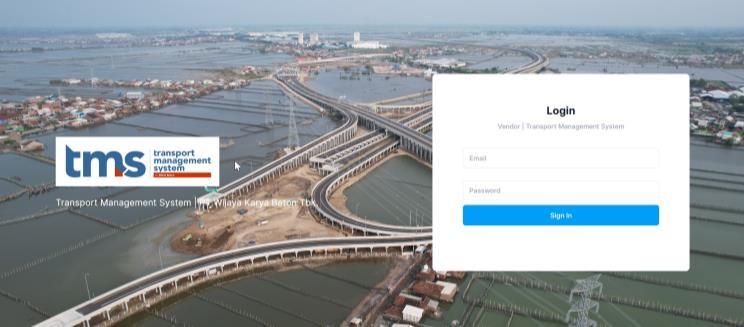 tms
transport
management
system
Transport Management System | PT. Wijaya Karya Beton Tbk.
Login
Vendor | Transport Management System
Email
Password
Sign In